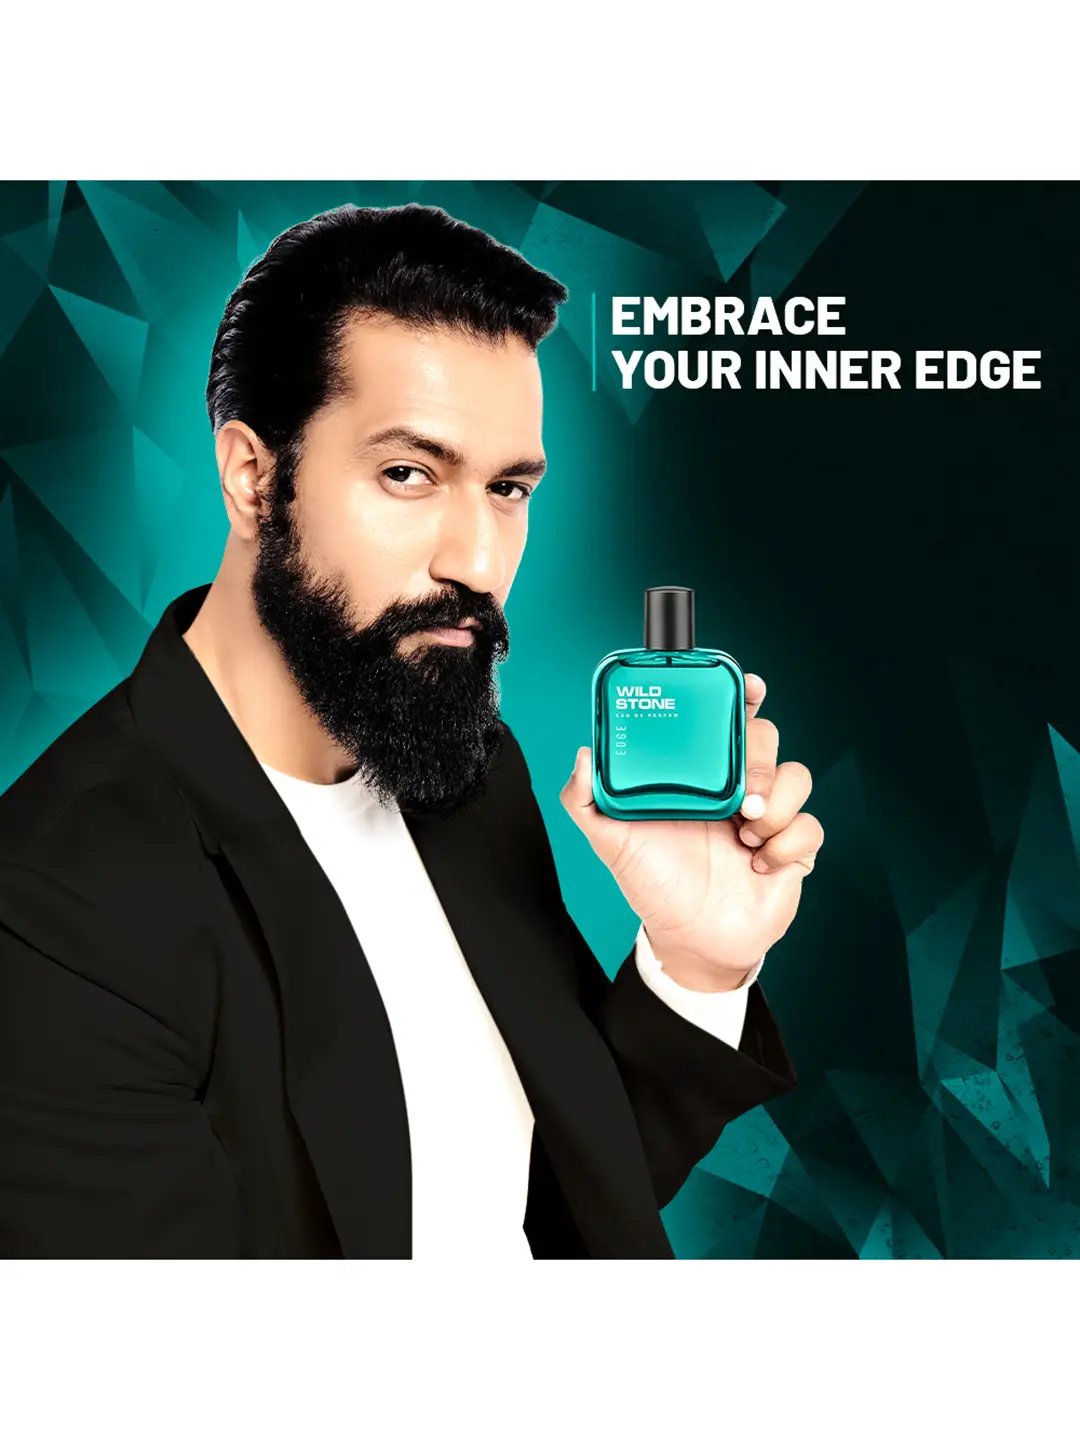 EMBRACE
YOUR INNER EDGE
WILD
STONE
EAU DE PARFUM
EDGE